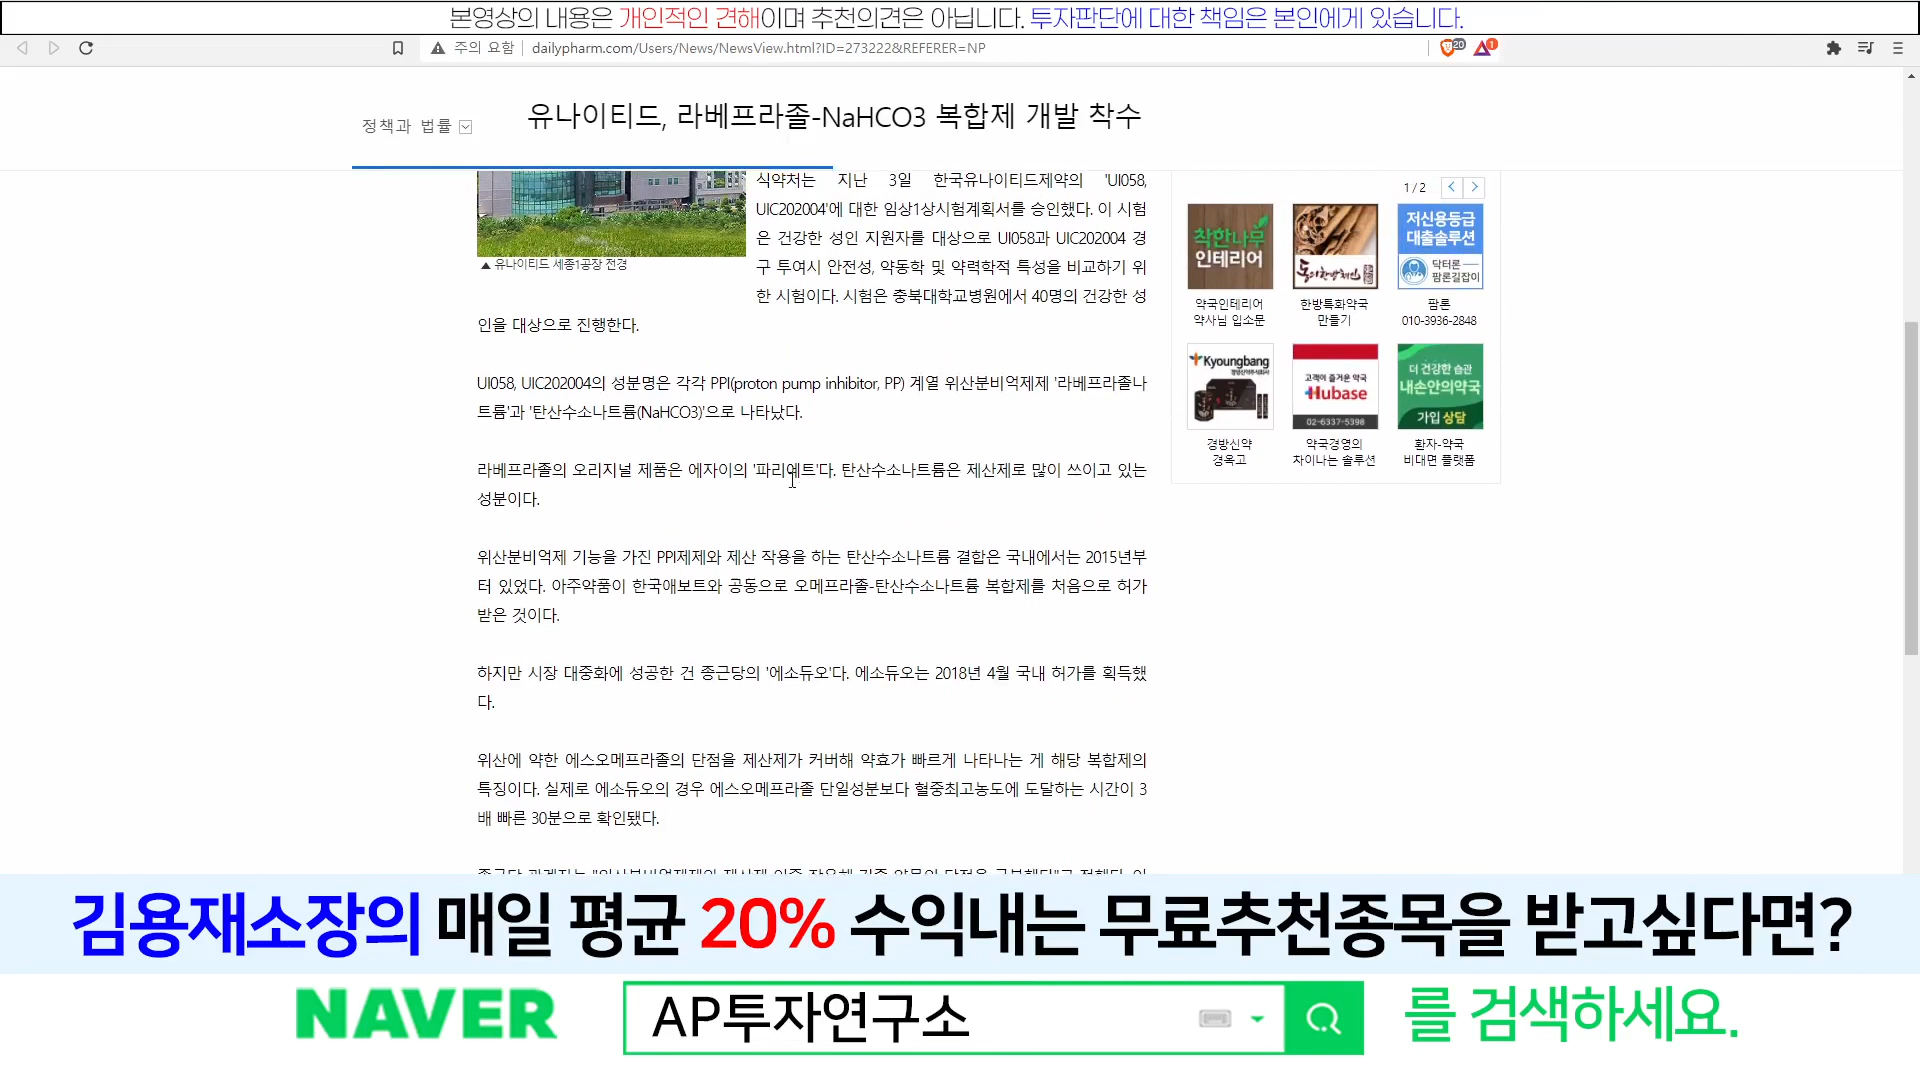 본영상의 내용은 개인적인 견해이며 추천의견은 아닙니다. 투자판단에 대한 책임은 본인에게 있습니다.
주의 요함 dailypharm.com/Users/News/NewsView.html?ID=273222&REFERER=NP
20
1
정책과 법률
유나이티드, 라베프라졸-NaHCO3 복합제 개발 착수
식약처는 지난 3일 한국유나이티드제약의 'UI058,
UIC202004'에 대한 임상1상시험계획서를 승인했다. 이 시험
은 건강한 성인 지원자를 대상으로 UI058과 UIC202004 경
구 투여시 안전성, 약동학 및 약력학적 특성을 비교하기 위
한 시험이다. 시험은 충북대학교병원에서 40명의 건강한 성
▲ 유나이티드 세종1공장 전경
인을 대상으로 진행한다.
UI058, UIC202004의 성분명은 각각 PPI(proton pump inhibitor, PP) 계열 위산분비억제제 '라베프라졸나
트륨'과 '탄산수소나트륨(NaHCO3)'으로 나타났다.
라베프라졸의 오리지널 제품은 에자이의 '파리에트'다. 탄산수소나트륨은 제산제로 많이 쓰이고 있는
성분이다.
위산분비억제 기능을 가진 PPI제제와 제산 작용을 하는 탄산수소나트륨 결합은 국내에서는 2015년부
터 있었다. 아주약품이 한국애보트와 공동으로 오메프라졸-탄산수소나트륨 복합제를 처음으로 허가
받은 것이다.
하지만 시장 대중화에 성공한 건 종근당의 '에소듀오'다. 에소듀오는 2018년 4월 국내 허가를 획득했
다.
위산에 약한 에스오메프라졸의 단점을 제산제가 커버해 약효가 빠르게 나타나는 게 해당 복합제의
특징이다. 실제로 에소듀오의 경우 에스오메프라졸 단일성분보다 혈중최고농도에 도달하는 시간이 3
배 빠른 30분으로 확인됐다.
1 / 2
착한나무
인테리어
약국인테리어
약사님 입소문
동의한방체인
한방특화약국
만들기
저신용등급
대출솔루션
닥터론
팜론길잡이
팜론
010-3936-2848
Kyoungbang
경방신약
경옥고
고객이 즐거운 약국
Hubase
02-6337-5398
약국경영의
차이나는 솔루션
더 건강한 습관
내손안의약국
가입 상담
환자-약국
비대면 플랫폼
김용재소장의 매일 평균 20% 수익내는 무료추천종목을 받고싶다면?
NAVER AP투자연구소 를 검색하세요.